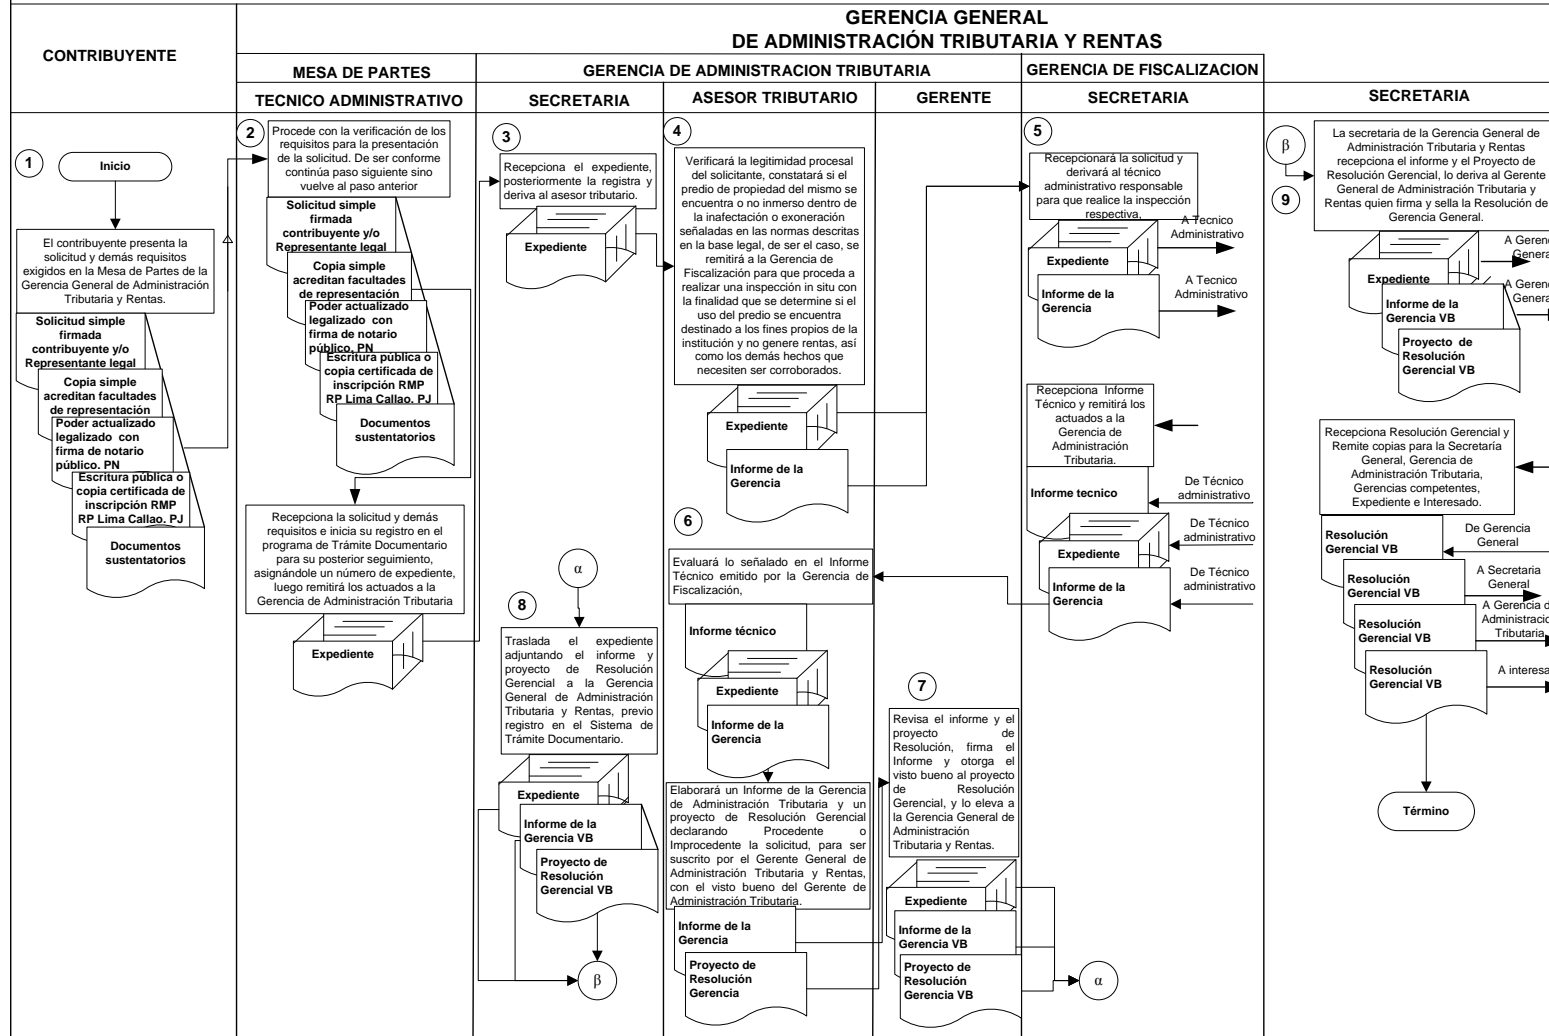 GERENCIA GENERAL
DE ADMINISTRACIÓN TRIBUTARIA Y RENTAS
CONTRIBUYENTE
MESA DE PARTES
GERENCIA DE ADMINISTRACION TRIBUTARIA
GERENCIA DE FISCALIZACION
TECNICO ADMINISTRATIVO
SECRETARIA
ASESOR TRIBUTARIO
GERENTE
SECRETARIA
SECRETARIA
1
Inicio
El contribuyente presenta la
solicitud y demás requisitos
exigidos en la Mesa de Partes de la
Gerencia General de Administración
Tributaria y Rentas.
Solicitud simple
firmada
contribuyente y/o
Representante legal
Copia simple
acreditan facultades
de representación
Poder actualizado
legalizado con
firma de notario
público. PN
Escritura pública o
copia certificada de
inscripción RMP
RP Lima Callao. PJ
Documentos
sustentatorios
2
Procede con la verificación de los
requisitos para la presentación
de la solicitud. De ser conforme
continúa paso siguiente sino
vuelve al paso anterior
Solicitud simple
firmada
contribuyente y/o
Representante legal
Copia simple
acreditan facultades
de representación
Poder actualizado
legalizado con
firma de notario
público. PN
Escritura pública o
copia certificada de
inscripción RMP
RP Lima Callao. PJ
Documentos
sustentatorios
Recepciona la solicitud y demás
requisitos e inicia su registro en el
programa de Trámite Documentario
para su posterior seguimiento,
asignándole un número de expediente,
luego remitirá los actuados a la
Gerencia de Administración Tributaria
Expediente
3
Recepciona el expediente,
posteriormente la registra y
deriva al asesor tributario.
Expediente
α
8
Traslada el expediente
adjuntando el informe y
proyecto de Resolución
Gerencial a la Gerencia
General de Administración
Tributaria y Rentas, previo
registro en el Sistema de
Trámite Documentario.
Expediente
Informe de la
Gerencia VB
Proyecto de
Resolución
Gerencial VB
β
4
Verificará la legitimidad procesal
del solicitante, constatará si el
predio de propiedad del mismo se
encuentra o no inmerso dentro de
la inafectación o exoneración
señaladas en las normas descritas
en la base legal, de ser el caso, se
remitirá a la Gerencia de
Fiscalización para que proceda a
realizar una inspección in situ con
la finalidad que se determine si el
uso del predio se encuentra
destinado a los fines propios de la
institución y no genere rentas, así
como los demás hechos que
necesiten ser corroborados.
Expediente
Informe de la
Gerencia
6
Evaluará lo señalado en el Informe
Técnico emitido por la Gerencia de
Fiscalización,
Informe técnico
Expediente
Informe de la
Gerencia
Elaborará un Informe de la Gerencia
de Administración Tributaria y un
proyecto de Resolución Gerencial
declarando Procedente o
Improcedente la solicitud, para ser
suscrito por el Gerente General de
Administración Tributaria y Rentas,
con el visto bueno del Gerente de
Administración Tributaria.
Informe de la
Gerencia
Proyecto de
Resolución
Gerencia
7
Revisa el informe y el
proyecto de
Resolución, firma el
Informe y otorga el
visto bueno al proyecto
de Resolución
Gerencial, y lo eleva a
la Gerencia General de
Administración
Tributaria y Rentas.
Expediente
Informe de la
Gerencia VB
Proyecto de
Resolución
Gerencial VB
α
5
Recepcionará la solicitud y
derivará al técnico
administrativo responsable
para que realice la inspección
respectiva,
A Tecnico
Administrativo
Expediente
A Tecnico
Administrativo
Informe de la
Gerencia
Recepciona Informe
Técnico y remitirá los
actuados a la
Gerencia de
Administración
Tributaria.
Informe tecnico
De Técnico
administrativo
De Técnico
administrativo
Expediente
De Técnico
administrativo
Informe de la
Gerencia
β
9
La secretaria de la Gerencia General de
Administración Tributaria y Rentas
recepciona el informe y el Proyecto de
Resolución Gerencial, lo deriva al Gerente
General de Administración Tributaria y
Rentas quien firma y sella la Resolución de
Gerencia General.
A Gerenc
Genera
Expediente
A Gerenc
Genera
Informe de la
Gerencia VB
Proyecto de
Resolución
Gerencial VB
Recepciona Resolución Gerencial y
Remite copias para la Secretaría
General, Gerencia de
Administración Tributaria,
Gerencias competentes,
Expediente e Interesado.
De Gerencia
General
Resolución
Gerencial VB
A Secretaria
General
Resolución
Gerencial VB
A Gerencia d
Administracio
Tributaria
Resolución
Gerencial VB
A interesa
Resolución
Gerencial VB
Término